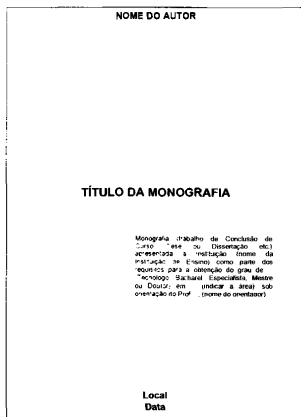 NOME DO AUTOR
TÍTULO DA MONOGRAFIA
Monografia (trabalho de Conclusão de
Curso Tese ou Dissertação etc.)
apresentada a instituição (nome da
Instituição de Ensino) como parte dos
requisitos para a obtenção do grau de
Tecnologo Bacharel Especialista, Mestre
ou Doutor, em (indicar a área) sob
orientação do Prof (nome do orientador)
Local
Data